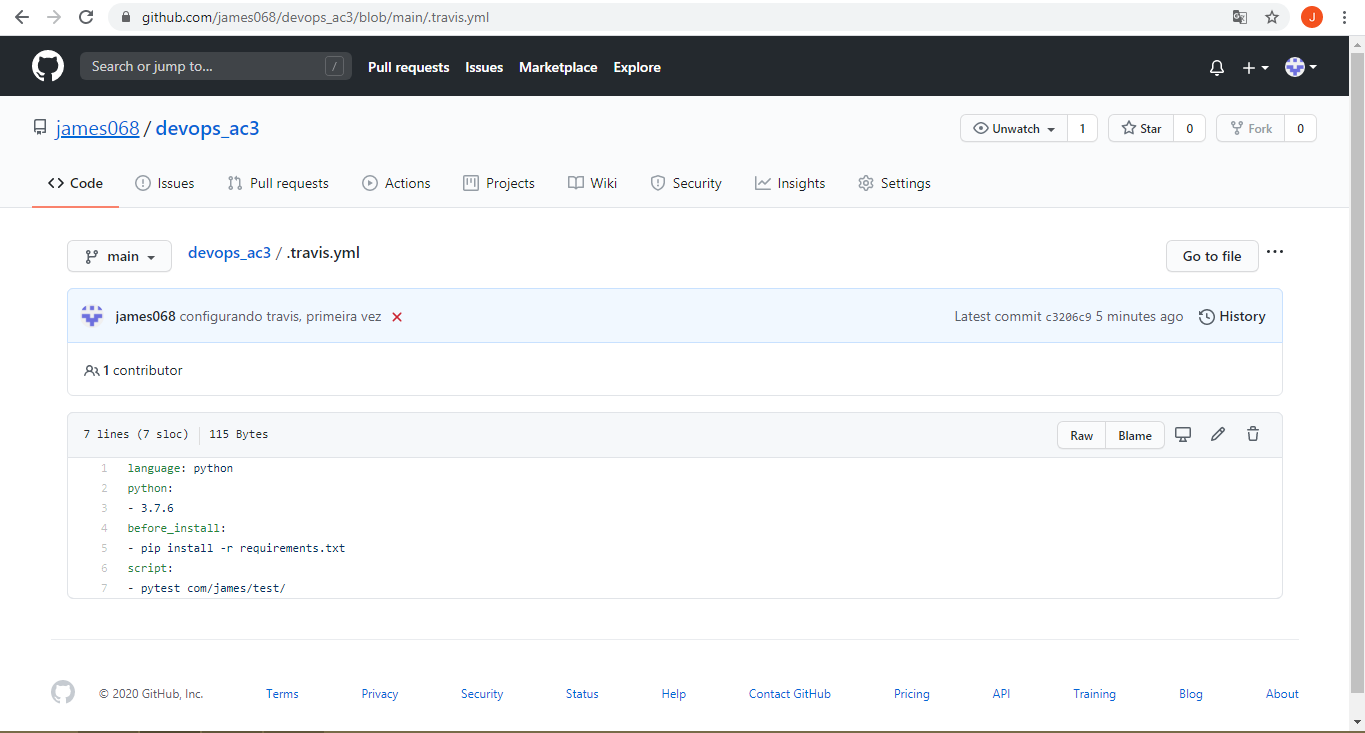 github.com/james068/devops_ac3/blob/main/.travis.yml
J
Search or jump to...
/
Pull requests
Issues
Marketplace
Explore
james068 / devops_ac3
Unwatch 1
Star 0
Fork 0
Code
Issues
Pull requests
Actions
Projects
Wiki
Security
Insights
Settings
main
devops_ac3 / .travis.yml
Go to file
james068 configurando travis, primeira vez
Latest commit c3206c9 5 minutes ago
History
1 contributor
7 lines (7 sloc) 115 Bytes
Raw
Blame
1 language: python
2 python:
3 - 3.7.6
4 before_install:
5 - pip install -r requirements.txt
6 script:
7 - pytest com/james/test/
© 2020 GitHub, Inc.
Terms
Privacy
Security
Status
Help
Contact GitHub
Pricing
API
Training
Blog
About